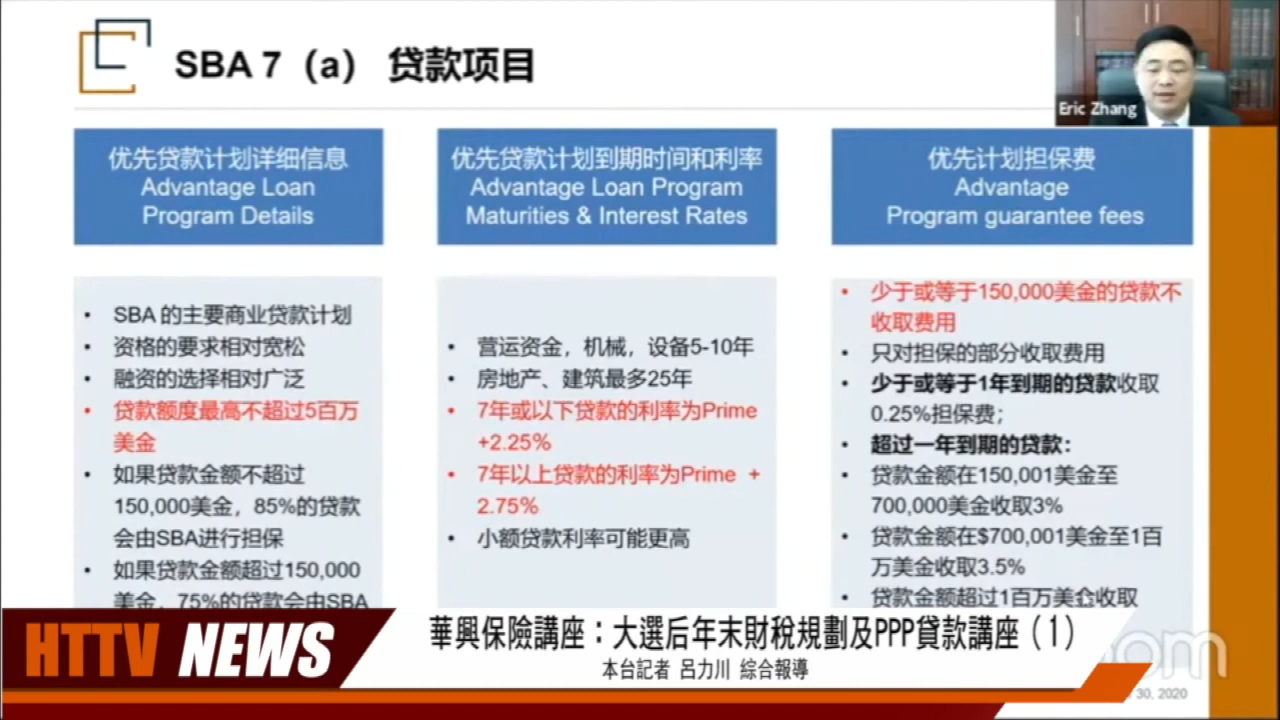 SBA 7（a） 贷款项目
Eric Zhang
优先贷款计划详细信息
Advantage Loan
Program Details
• SBA 的主要商业贷款计划
• 资格的要求相对宽松
• 融资的选择相对广泛
• 贷款额度最高不超过5百万
美金
• 如果贷款金额不超过
150,000美金，85%的贷款
会由SBA进行担保
• 如果贷款金额超过150,000
美金，75%的贷款会由SBA
优先贷款计划到期时间和利率
Advantage Loan Program
Maturities & Interest Rates
• 营运资金，机械，设备5-10年
• 房地产、建筑最多25年
• 7年或以下贷款的利率为Prime
+2.25%
• 7年以上贷款的利率为Prime +
2.75%
• 小额贷款利率可能更高
优先计划担保费
Advantage
Program guarantee fees
• 少于或等于150,000美金的贷款不
收取费用
• 只对担保的部分收取费用
• 少于或等于1年到期的贷款收取
0.25%担保费；
• 超过一年到期的贷款：
• 贷款金额在150,001美金至
700,000美金收取3%
• 贷款金额在$700,001美金至1百
万美金收取3.5%
• 贷款金额超过1百万美金收取
HTTV NEWS
華興保險講座：大選后年末財稅規劃及PPP貸款講座（1）
本台記者 呂力川 綜合報導
30, 2020